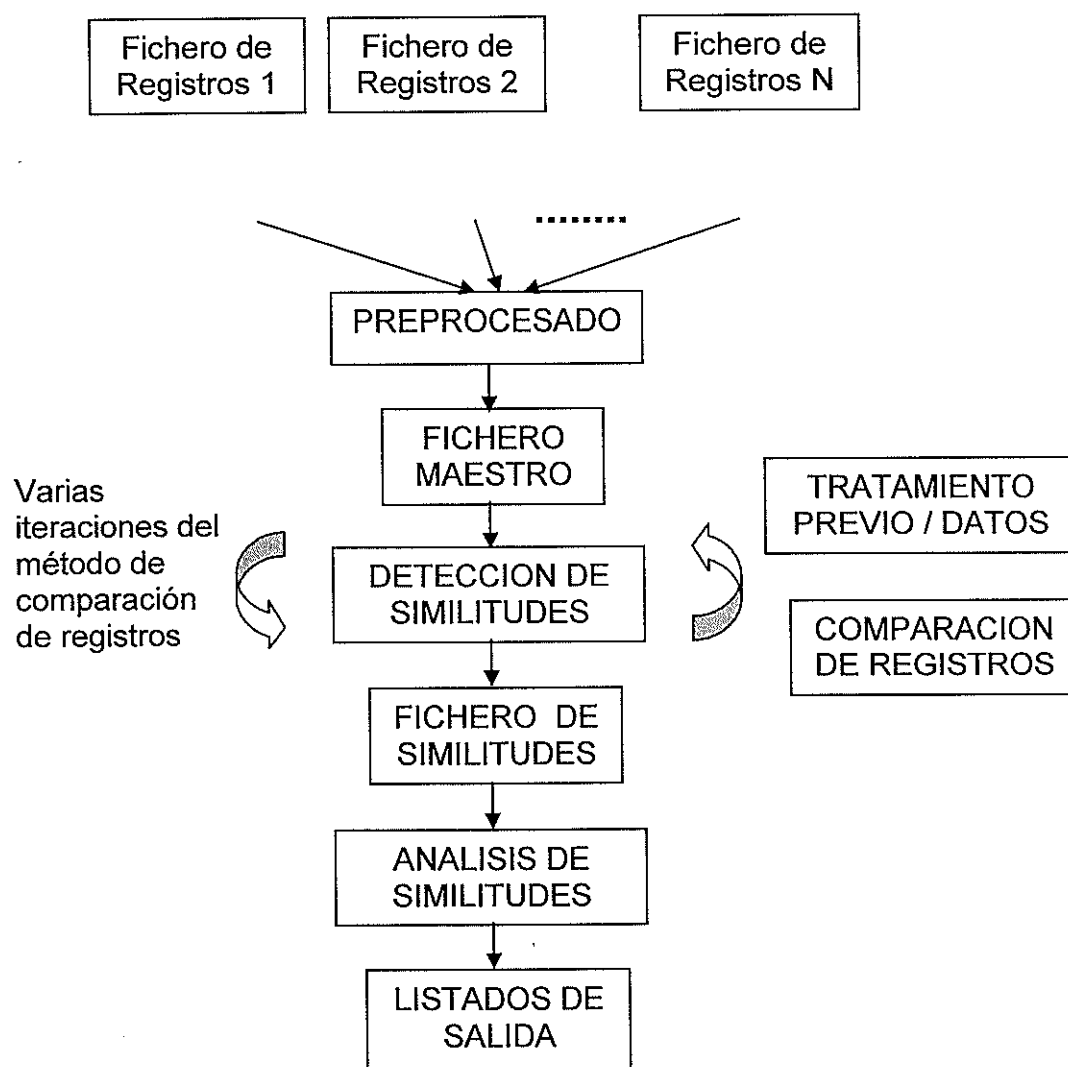 Fichero de
Registros 1
Fichero de
Registros 2
Fichero de
Registros N
PREPROCESADO
FICHERO
MAESTRO
Varias
iteraciones del
método de
comparación
de registros
DETECCION DE
SIMILITUDES
TRATAMIENTO
PREVIO / DATOS
COMPARACION
DE REGISTROS
FICHERO DE
SIMILITUDES
ANALISIS DE
SIMILITUDES
LISTADOS DE
SALIDA